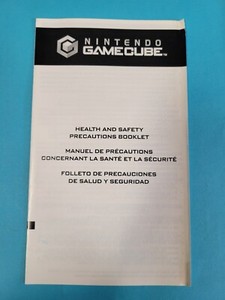 NINTENDO
GAMECUBE™
HEALTH AND SAFETY
PRECAUTIONS BOOKLET
MANUEL DE PRÉCAUTIONS
CONCERNANT LA SANTÉ ET LA SÉCURITÉ
FOLLETO DE PRECAUCIONES
DE SALUD Y SEGURIDAD